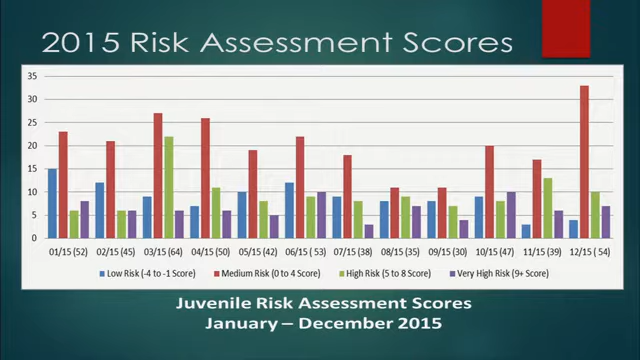 2015 Risk Assessment Scores
35
30
25
20
15
10
5
0
01/15 (52) 02/15 (45) 03/15 (64) 04/15 (50) 05/15 (42) 06/15 ( 53) 07/15 (38) 08/15 (35) 09/15 (30) 10/15 (47) 11/15 (39) 12/15 ( 54)
Low Risk (-4 to -1 Score) Medium Risk (0 to 4 Score) High Risk (5 to 8 Score) Very High Risk (9+ Score)
Juvenile Risk Assessment Scores
January – December 2015